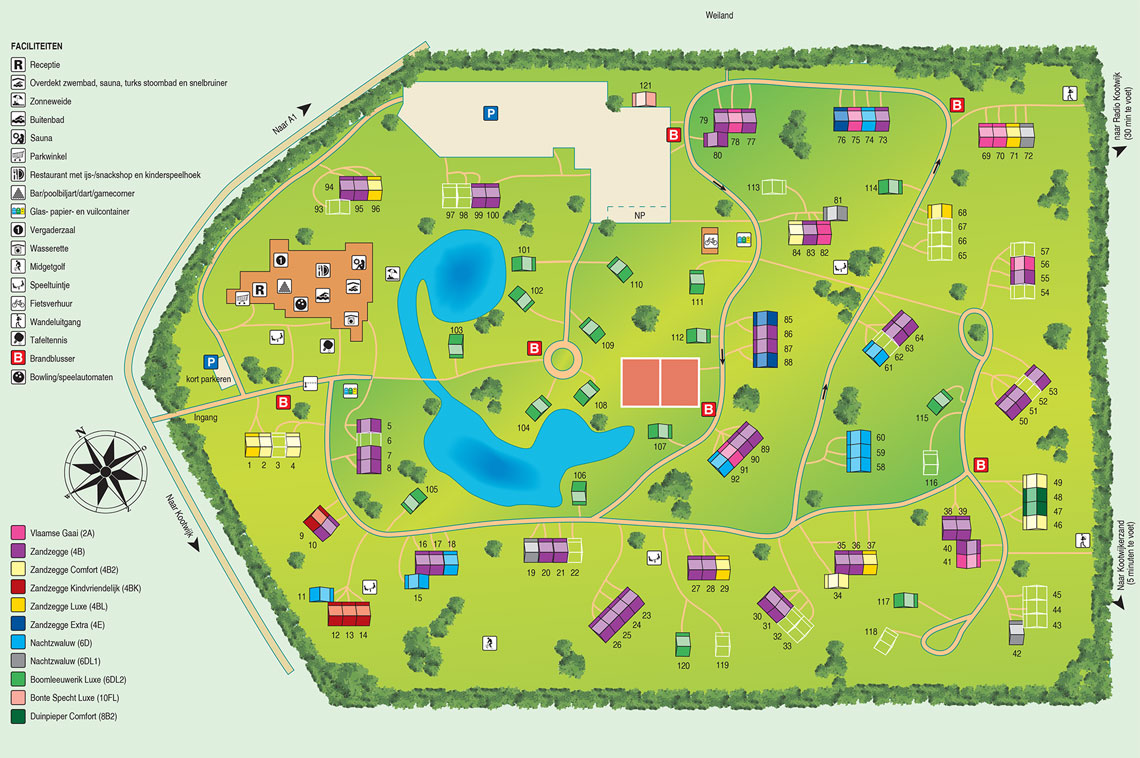 Weiland
FACILITEITEN
R Receptie
Overdekt zwembad, sauna, turks stoombad en snelbruiner
Zonneweide
Buitenbad
Sauna
Parkwinkel
Restaurant met ijs-/snackshop en kinderspeelhoek
Bar/poolbiljart/dart/gamecorner
Glas- papier- en vuilcontainer
1 Vergaderzaal
Wasserette
Midgetgolf
Speeltuintje
Fietsverhuur
Wandeluitgang
Tafeltennis
B Brandblusser
Bowling/speelautomaten
Vlaamse Gaai (2A)
Zandzegge (4B)
Zandzegge Comfort (4B2)
Zandzegge Kindvriendelijk (4BK)
Zandzegge Luxe (4BL)
Zandzegge Extra (4E)
Nachtzwaluw (6D)
Nachtzwaluw (6DL1)
Boomleeuwerik Luxe (6DL2)
Bonte Specht Luxe (10FL)
Duinpieper Comfort (8B2)
Naar A1
Naar Kootwijk
naar Radio Kootwijk
(30 min te voet)
Naar Kootwijkerzand
(5 minuten te voet)
Ingang
P
kort parkeren
P
NP
N
O
Z
W
R
1
B
B
B
B
B
B
121
79
78 77
80
76 75 74 73
69 70 71 72
94
93 95 96
97 98 99 100
113
114
81
84 83 82
68
67
66
65
57
56
55
54
101
102
103
110
111
112
109
108
104
107
106
105
85
86
87
88
64
63
62
61
53
52
51
50
115
116
60
59
58
89
90
91
92
5
6
7
8
1 2 3 4
9
10
11
12 13 14
16 17 18
15
19 20 21 22
23
24
25
26
27 28 29
30
31
32
33
35 36 37
34
38 39
40
41
49
48
47
46
45
44
43
42
117
118
119
120